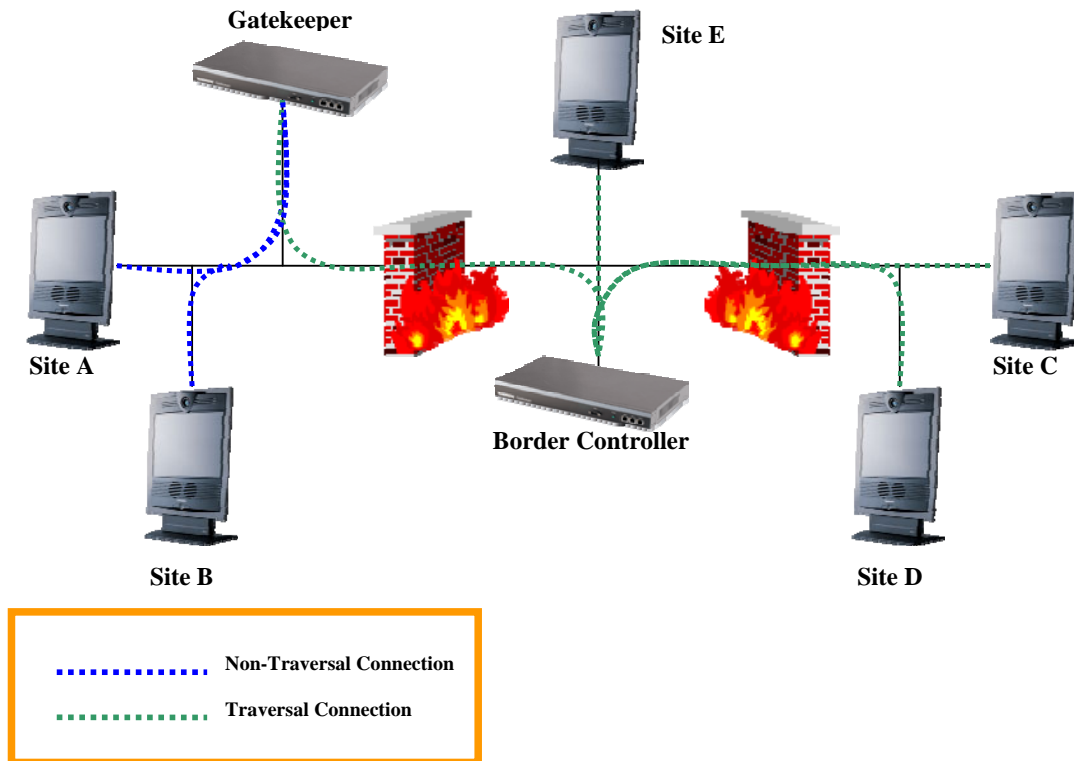 Gatekeeper
Site E
Site A
Site C
Border Controller
Site B
Site D
Non-Traversal Connection
Traversal Connection